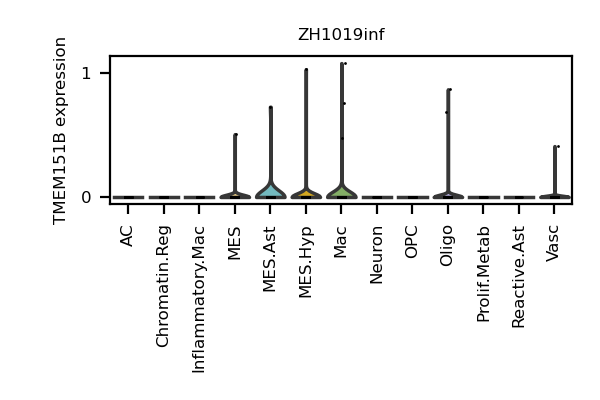 ZH1019inf
TMEM151B expression
1
0
AC
Chromatin.Reg
Inflammatory.Mac
MES
MES.Ast
MES.Hyp
Mac
Neuron
OPC
Oligo
Prolif.Metab
Reactive.Ast
Vasc